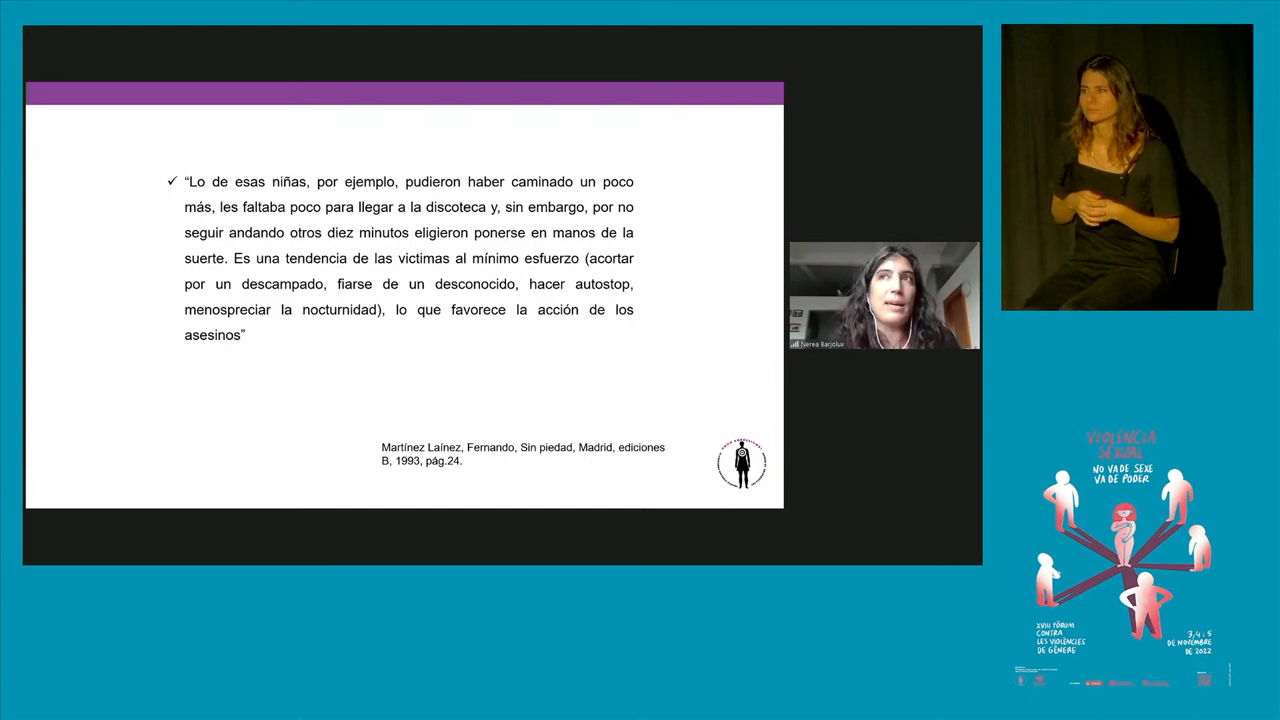 ✓ “Lo de esas niñas, por ejemplo, pudieron haber caminado un poco
más, les faltaba poco para llegar a la discoteca y, sin embargo, por no
seguir andando otros diez minutos eligieron ponerse en manos de la
suerte. Es una tendencia de las victimas al mínimo esfuerzo (acortar
por un descampado, fiarse de un desconocido, hacer autostop,
menospreciar la nocturnidad), lo que favorece la acción de los
asesinos”
Martínez Laínez, Fernando, Sin piedad, Madrid, ediciones
B, 1993, pág.24.
Nerea Barjolux
VIOLÈNCIA
SEXUAL
NO VA DE SEXE
VA DE PODER
XVIII FÒRUM
CONTRA
LES VIOLÈNCIES
DE GÈNERE
3, 4 i 5
DE NOVEMBRE
DE 2022